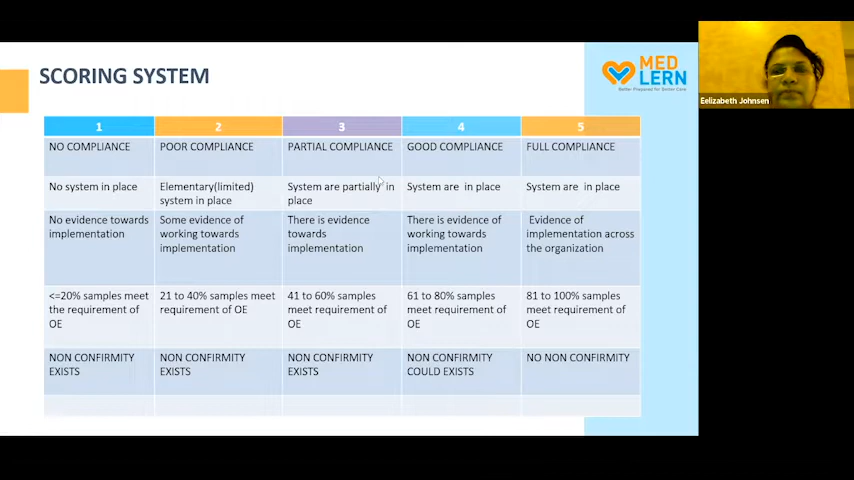 SCORING SYSTEM
MED
LERN
Better Prepared for Better Care
Eelizabeth Johnsen
1 2 3 4 5
NO COMPLIANCE POOR COMPLIANCE PARTIAL COMPLIANCE GOOD COMPLIANCE FULL COMPLIANCE
No system in place
Elementary(limited)
system in place
System are partially in
place
System are in place
System are in place
No evidence towards
implementation
Some evidence of
working towards
implementation
There is evidence
towards
implementation
There is evidence of
working towards
implementation
Evidence of
implementation across
the organization
<=20% samples meet
the requirement of
OE
21 to 40% samples meet
requirement of OE
41 to 60% samples
meet requirement of
OE
61 to 80% samples
meet requirement of
OE
81 to 100% samples
meet requirement of
OE
NON CONFIRMITY
EXISTS
NON CONFIRMITY
EXISTS
NON CONFIRMITY
EXISTS
NON CONFIRMITY
COULD EXISTS
NO NON CONFIRMITY